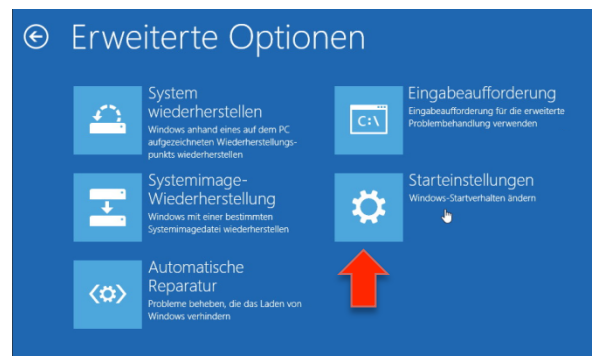 Erweiterte Optionen
System
wiederherstellen
Windows anhand eines auf dem PC
aufgezeichneten Wiederherstellungs-
punkts wiederherstellen
Systemimage-
Wiederherstellung
Windows mit einer bestimmten
Systemimagedatei wiederherstellen
Automatische
Reparatur
Probleme beheben, die das Laden von
Windows verhindern
C:\
Eingabeaufforderung
Eingabeaufforderung für die erweiterte
Problembehandlung verwenden
Starteinstellungen
Windows-Startverhalten ändern